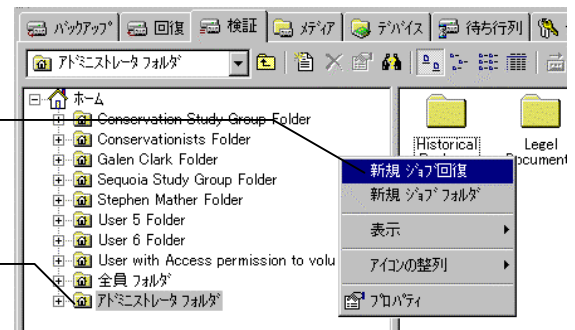 バックアップ 回復 検証 メディア デバイス 待ち行列
アドミニストレータ フォルダ
ホーム
Conservation Study Group Folder
Conservationists Folder
Galen Clark Folder
Sequoia Study Group Folder
Stephen Mather Folder
User 5 Folder
User 6 Folder
User with Access permission to volu
全員 フォルダ
アドミニストレータ フォルダ
Historical
Legel
Document
新規 ジョブ回復
新規 ジョブ フォルダ
表示
アイコンの整列
プロパティ